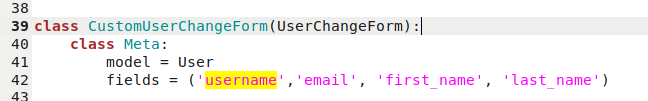 38
39 class CustomUserChangeForm(UserChangeForm):
40     class Meta:
41         model = User
42         fields = ('username','email', 'first_name', 'last_name')
43